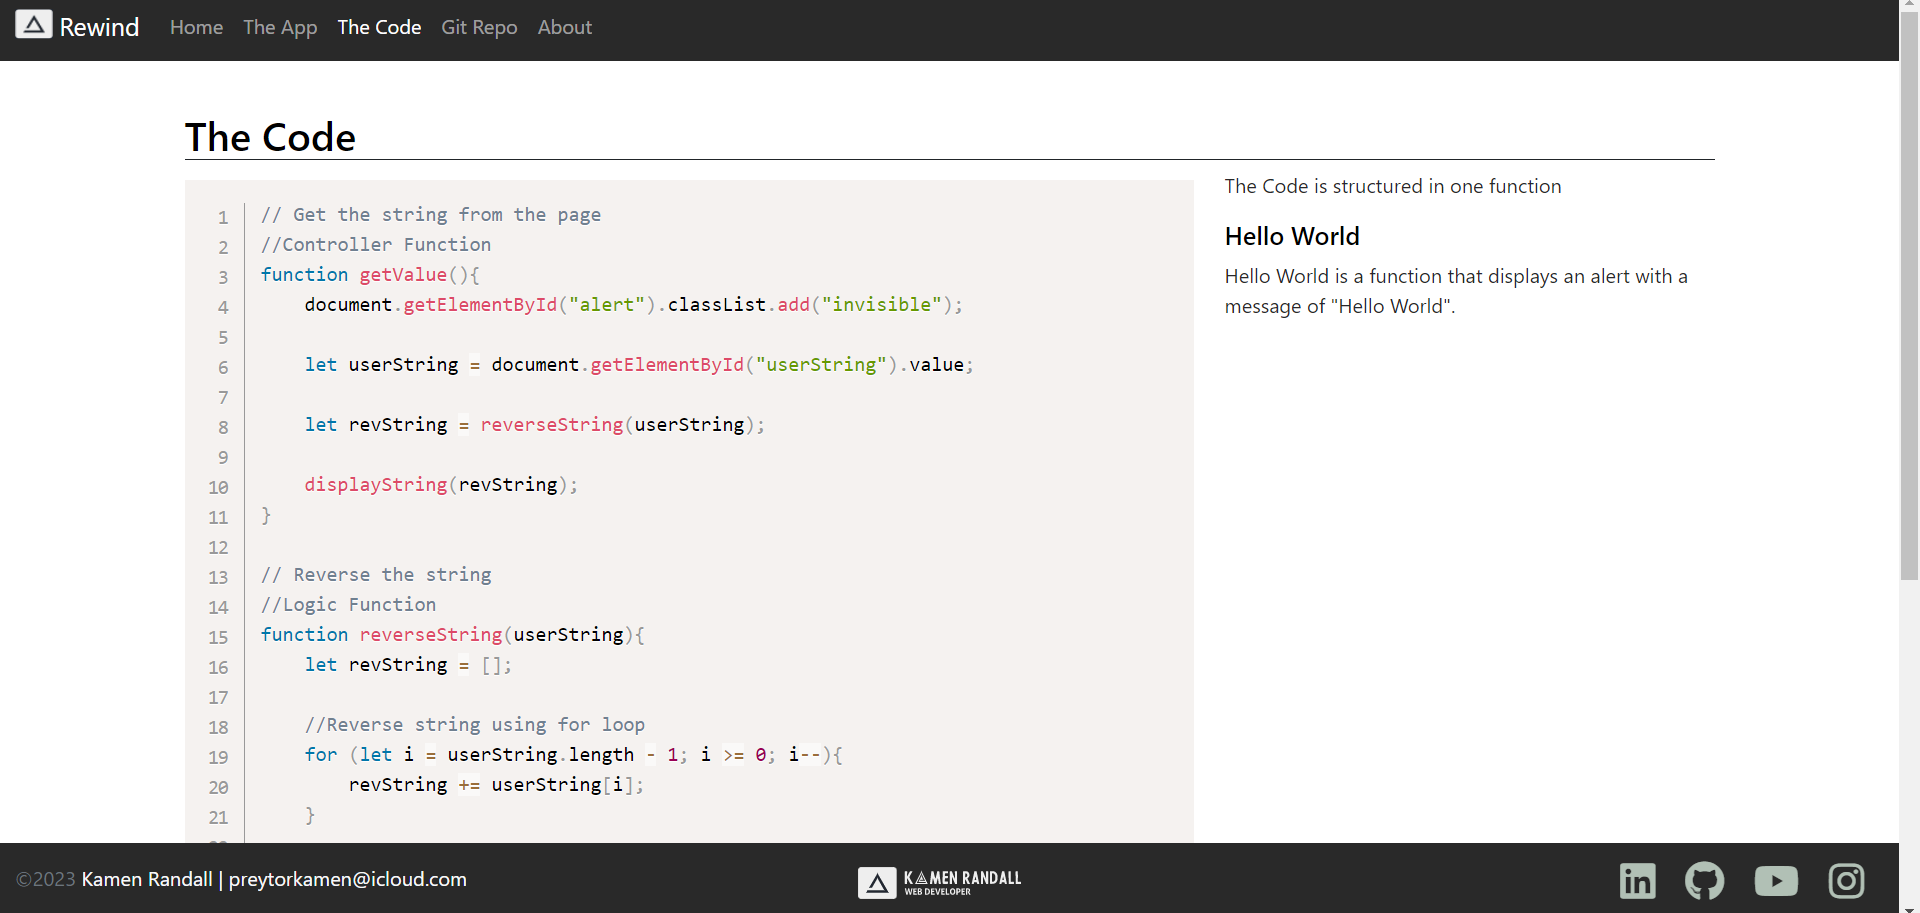 Rewind Home The App The Code Git Repo About
The Code
1 // Get the string from the page
2 //Controller Function
3 function getValue(){
4     document.getElementById("alert").classList.add("invisible");
5
6     let userString = document.getElementById("userString").value;
7
8     let revString = reverseString(userString);
9
10     displayString(revString);
11 }
12
13 // Reverse the string
14 //Logic Function
15 function reverseString(userString){
16     let revString = [];
17
18     //Reverse string using for loop
19     for (let i = userString.length - 1; i >= 0; i--){
20         revString += userString[i];
21     }
The Code is structured in one function
Hello World
Hello World is a function that displays an alert with a
message of "Hello World".
©2023 Kamen Randall | preytorkamen@icloud.com
KAMEN RANDALL
WEB DEVELOPER
in